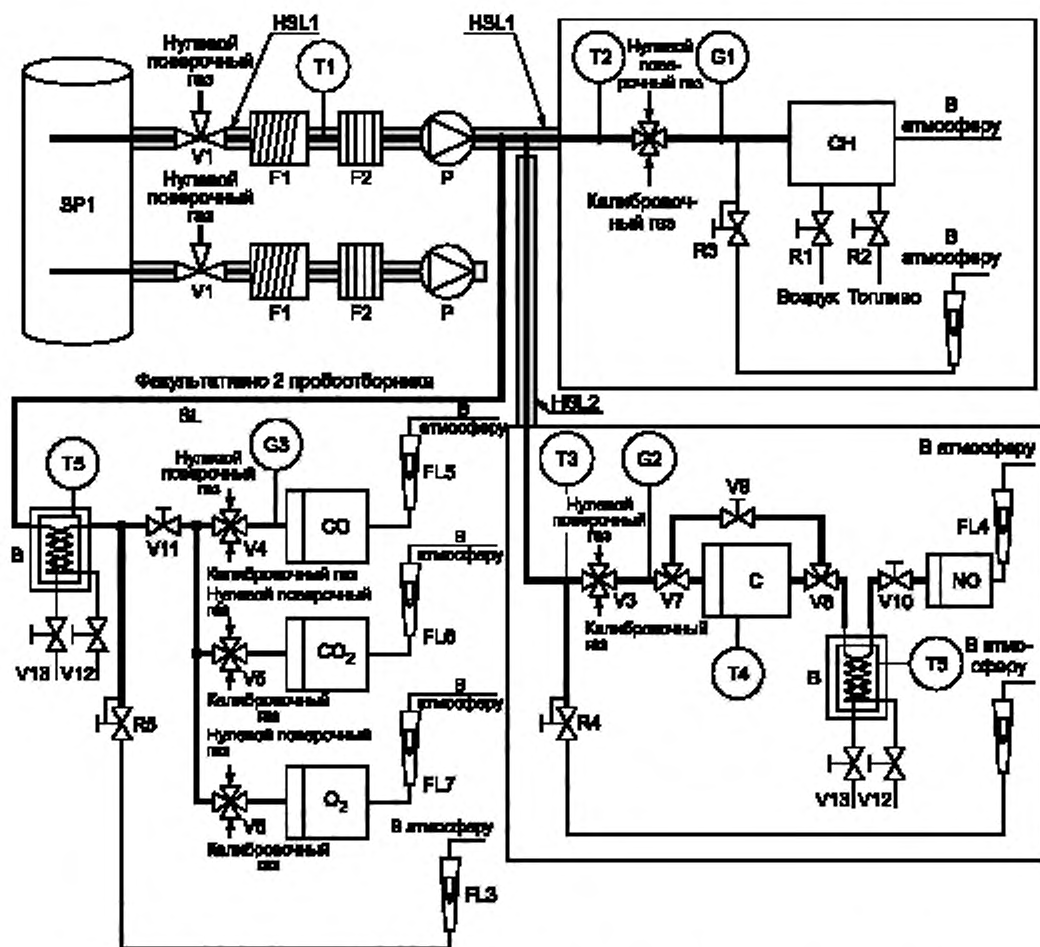 HSL1
HSL1
Нулевой
поверочный
газ
T1
T2
Нулевой
пове-
рочный газ
G1
В
атмосферу
V1
F1
F2
P
CH
SP1
Нулевой
поверочный
газ
Калибровоч-
ный газ
R3
R1
R2
В
атмосферу
Воздух
Топливо
V1
F1
F2
P
Факультативно 2 пробоотборника
SL
HSL2
В
атмосферу
T5
Нулевой
поверочный
газ
G3
FL5
T3
G2
В атмосферу
Нулевой
поверочный
газ
V9
FL4
B
V11
V4
CO
Калибровочный газ
Нулевой поверочный
газ
В
атмосферу
V3
V7
C
V8
V10
NO
Калибровочный
газ
V13
V12
V5
CO2
FL6
Калибровочный
газ
T4
B
T5
В атмо-
сферу
R5
Нулевой поверочный
газ
В
атмосферу
R4
V6
O2
FL7
V13
V12
Калибровочный
газ
В атмосферу
FL3